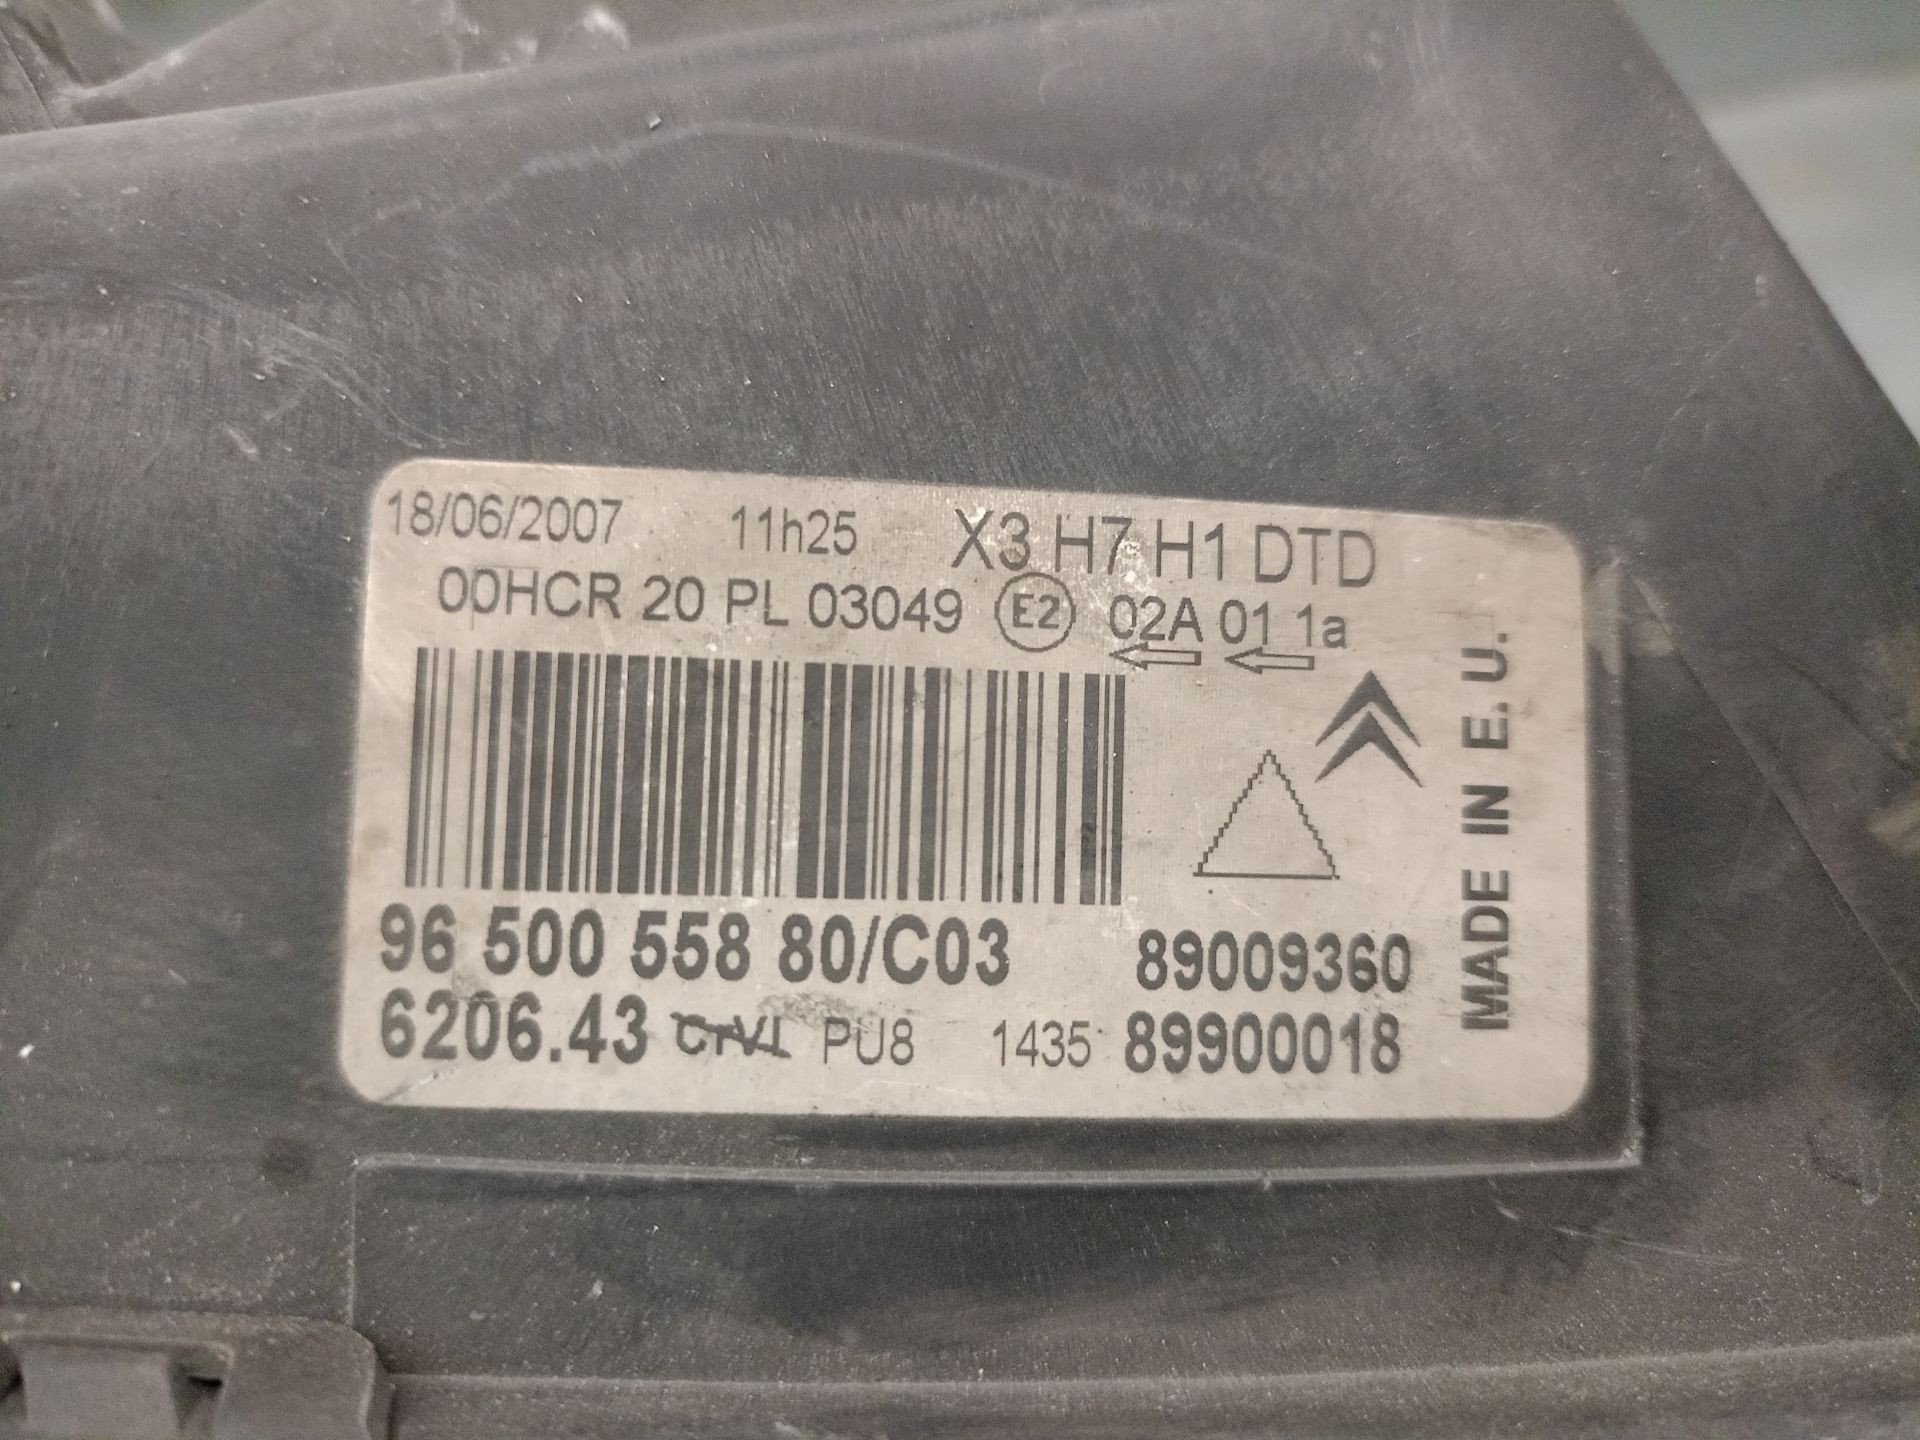 18/06/2007 11h25 X3 H7 H1 DTD
00HCR 20 PL 03049 E2 02A 01 1a
96 500 558 80/C03 89009360
6206.43 PU8 1435 89900018
MADE IN E. U.